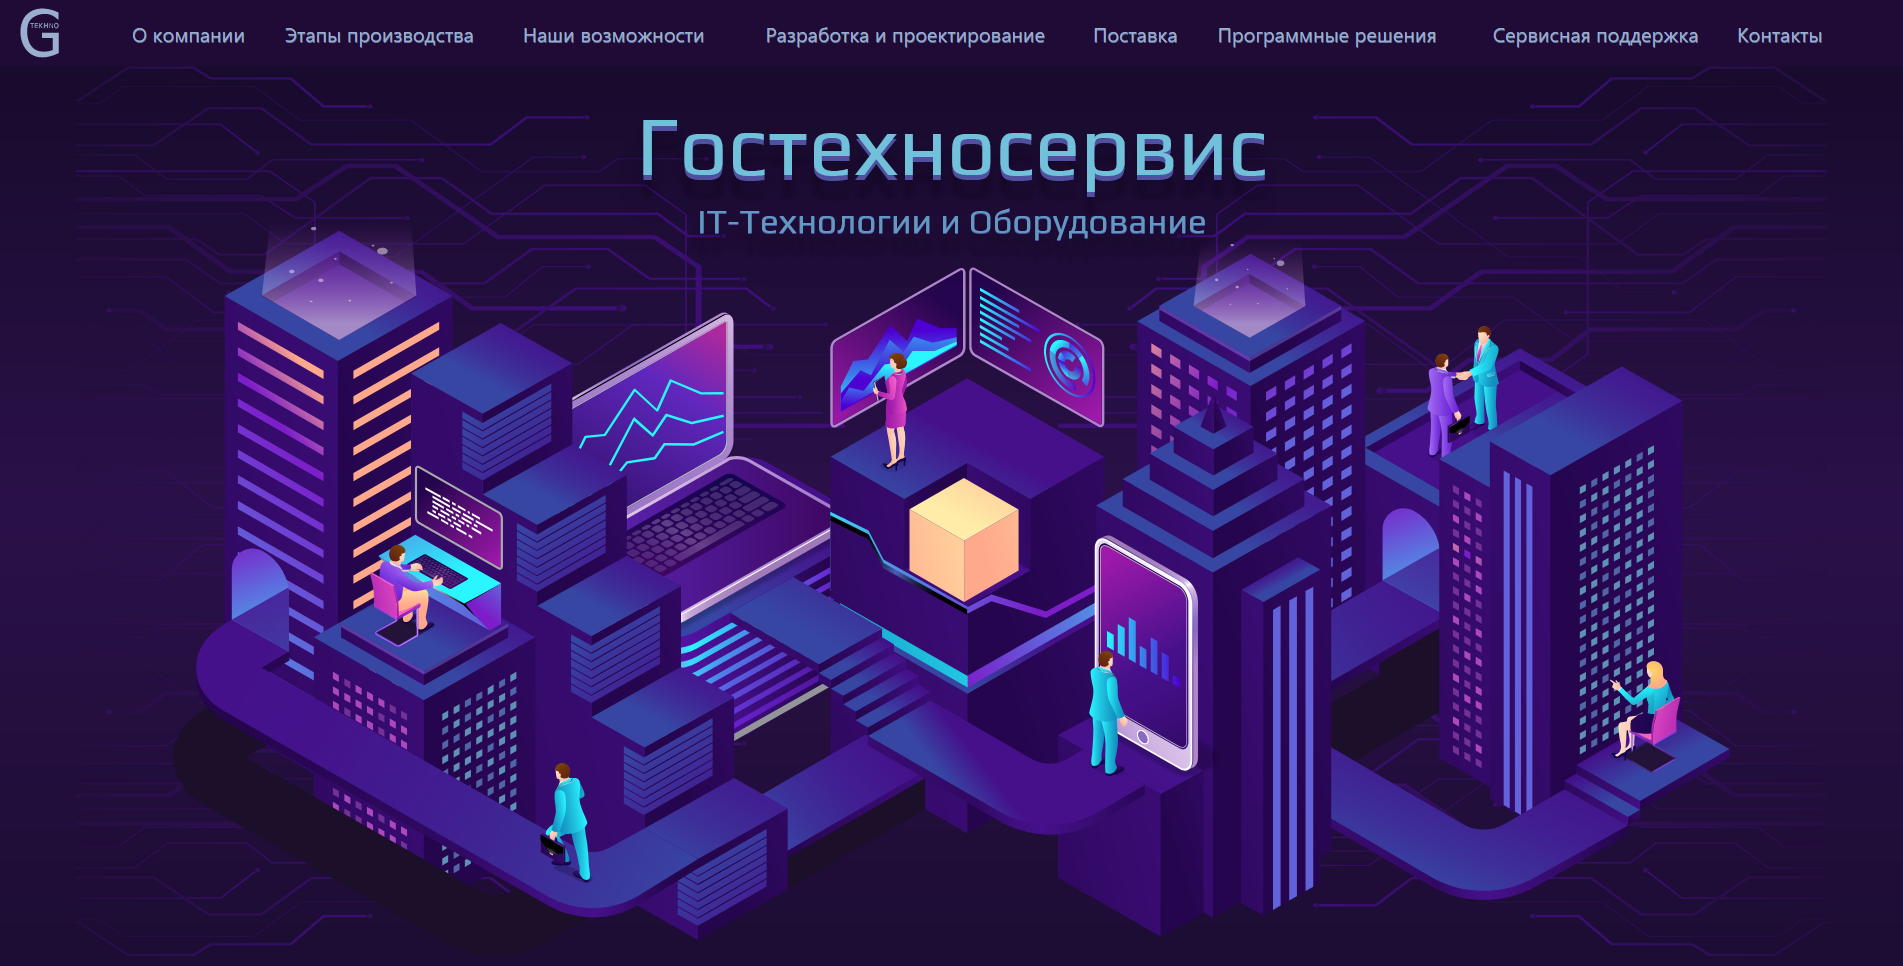 G TEKHNO
О компании
Этапы производства
Наши возможности
Разработка и проектирование
Поставка
Программные решения
Сервисная поддержка
Контакты
Гостехносервис
IT-Технологии и Оборудование